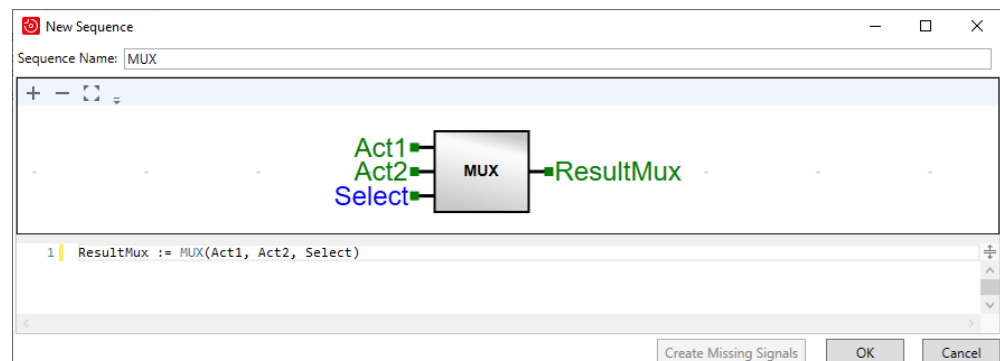 New Sequence
Sequence Name: MUX
Act1
Act2
Select
MUX
ResultMux
1 ResultMux := MUX(Act1, Act2, Select)
Create Missing Signals
OK
Cancel